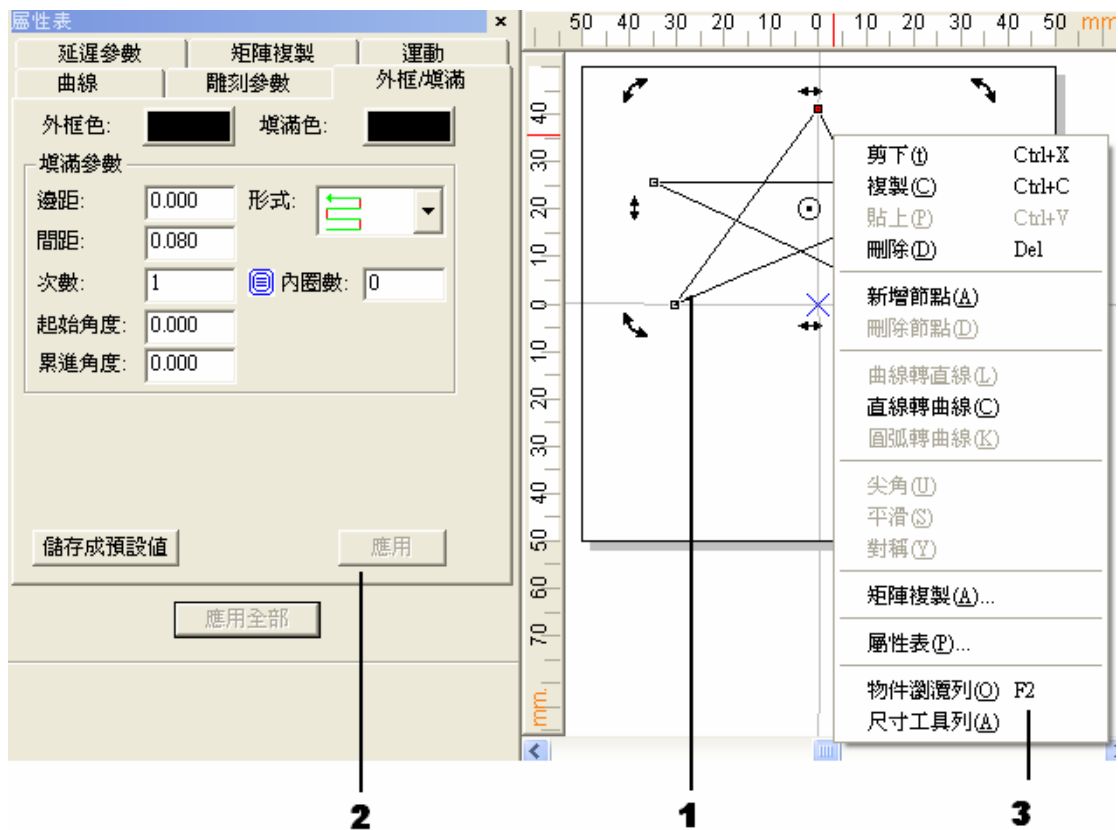 屬性表
延遲參數 矩陣複製 運動
曲線 雕刻參數 外框/填滿
外框色: 填滿色:
填滿參數
邊距: 0.000 形式:
間距: 0.080
次數: 1 內圈數: 0
起始角度: 0.000
累進角度: 0.000
儲存成預設值 應用
應用全部
50 40 30 20 10 0 10 20 30 40 50 mm
40
30
20
10
0
10
20
30
40
50
60
70
mm.
剪下(t) Ctrl+X
複製(C) Ctrl+C
貼上(P) Ctrl+V
刪除(D) Del
新增節點(A)
刪除節點(D)
曲線轉直線(L)
直線轉曲線(C)
圓弧轉曲線(K)
尖角(U)
平滑(S)
對稱(Y)
矩陣複製(A)...
屬性表(P)...
物件瀏灠列(O) F2
尺寸工具列(A)
2 1 3